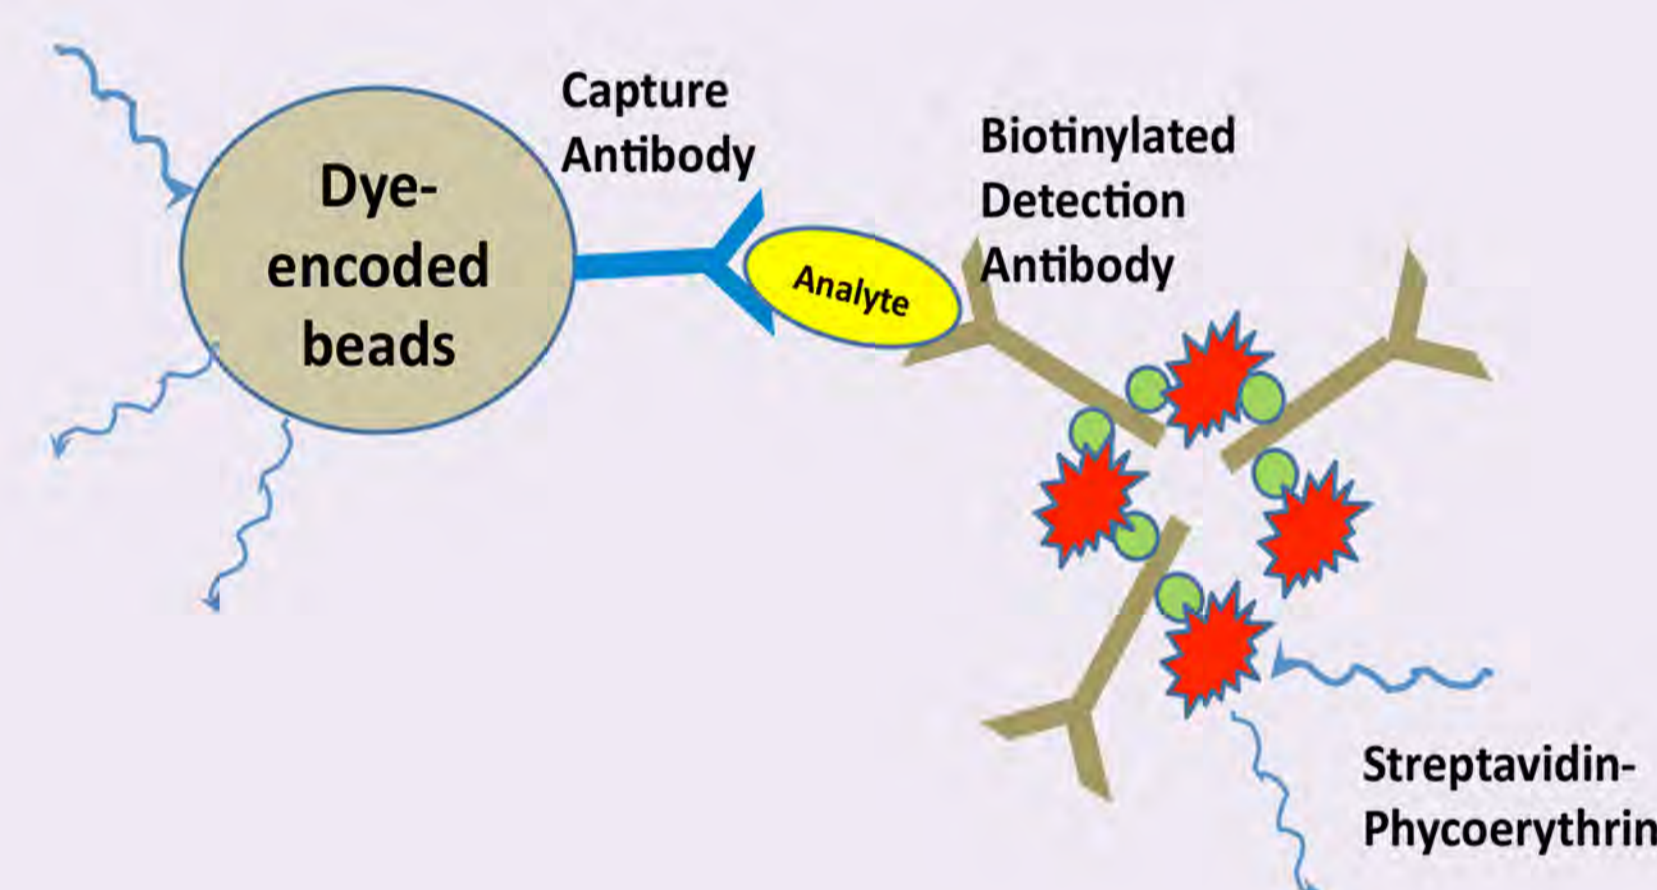 Capture
Antibody
Dye-
encoded
beads
Analyte
Biotinylated
Detection
Antibody
Streptavidin-
Phycoerythrin